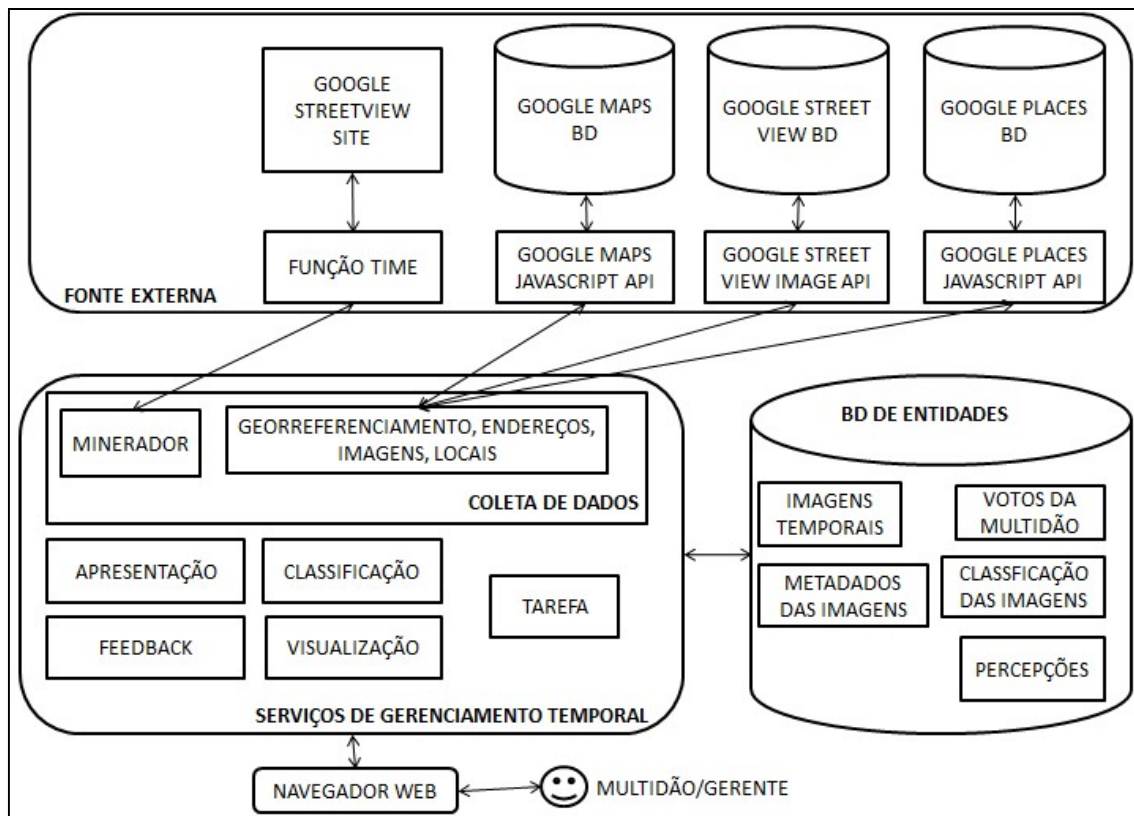 GOOGLE
STREETVIEW
SITE
GOOGLE MAPS
BD
GOOGLE STREET
VIEW BD
GOOGLE PLACES
BD
FUNÇÃO TIME
GOOGLE MAPS
JAVASCRIPT API
GOOGLE STREET
VIEW IMAGE API
GOOGLE PLACES
JAVASCRIPT API
FONTE EXTERNA
MINERADOR
GEORREFERENCIAMENTO, ENDEREÇOS,
IMAGENS, LOCAIS
COLETA DE DADOS
APRESENTAÇÃO
CLASSIFICAÇÃO
TAREFA
FEEDBACK
VISUALIZAÇÃO
SERVIÇOS DE GERENCIAMENTO TEMPORAL
BD DE ENTIDADES
IMAGENS
TEMPORAIS
VOTOS DA
MULTIDÃO
METADADOS
DAS IMAGENS
CLASSFICAÇÃO
DAS IMAGENS
PERCEPÇÕES
NAVEGADOR WEB
MULTIDÃO/GERENTE